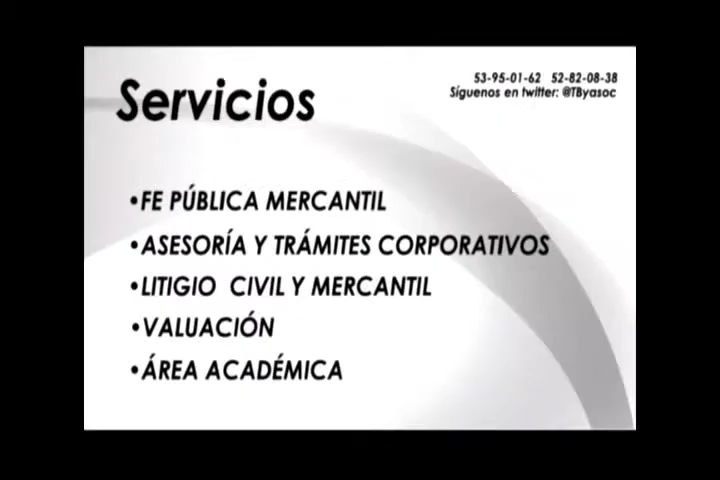 Servicios
53-95-01-62 52-82-08-38
Síguenos en twitter: @TByasoc
•FE PÚBLICA MERCANTIL
•ASESORÍA Y TRÁMITES CORPORATIVOS
•LITIGIO CIVIL Y MERCANTIL
•VALUACIÓN
•ÁREA ACADÉMICA